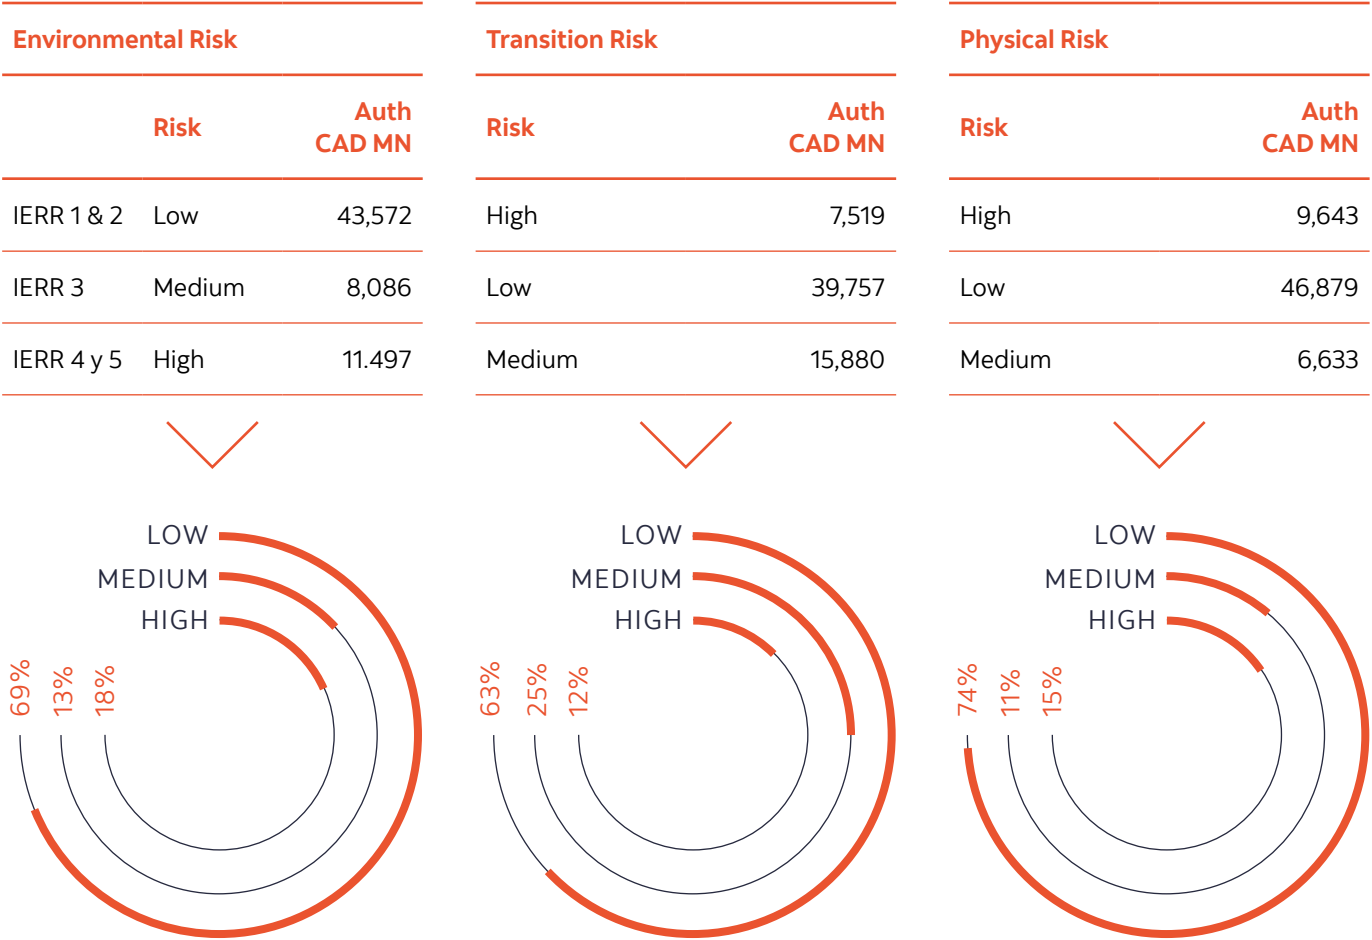 Environmental Risk
Risk Auth CAD MN
IERR 1 & 2 Low 43,572
IERR 3 Medium 8,086
IERR 4 y 5 High 11.497
LOW
MEDIUM
HIGH
69%
13%
18%
Transition Risk
Risk Auth CAD MN
High 7,519
Low 39,757
Medium 15,880
LOW
MEDIUM
HIGH
63%
25%
12%
Physical Risk
Risk Auth CAD MN
High 9,643
Low 46,879
Medium 6,633
LOW
MEDIUM
HIGH
74%
11%
15%